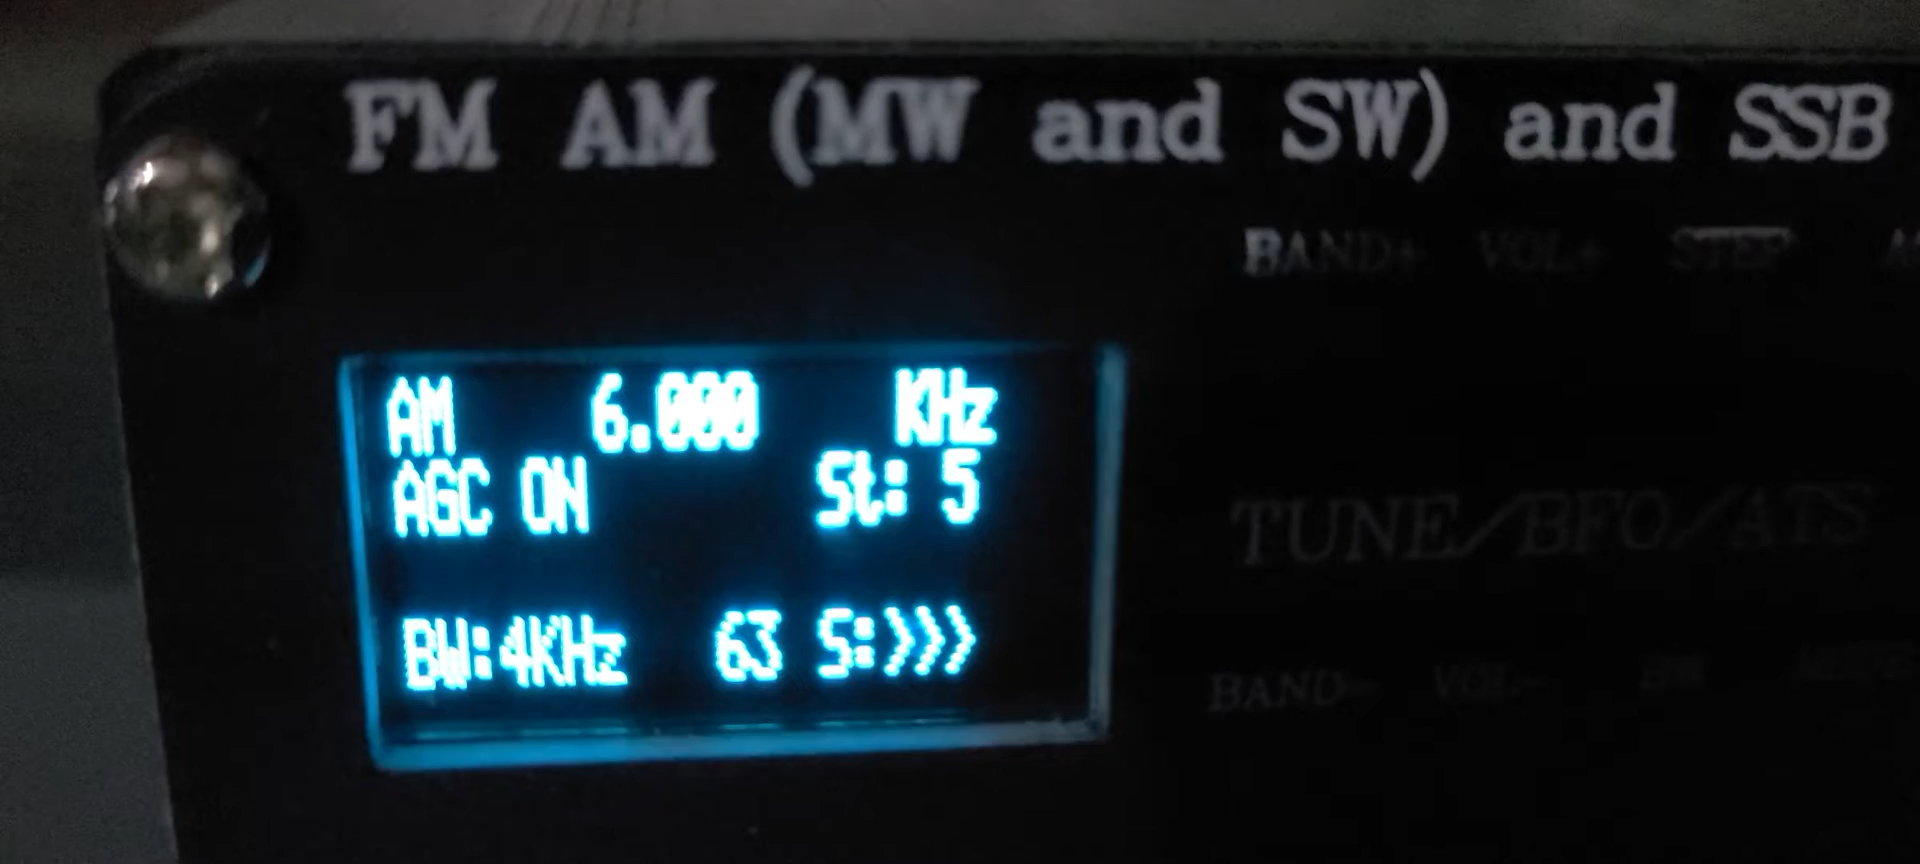 FM AM (MW and SW) and SSB
BAND+ VOL+ STEP
AM 6.000 KHz
AGC ON St: 5
TUNE/BFO/ATS
BW:4KHz 63 S:>>>
BAND- VOL-